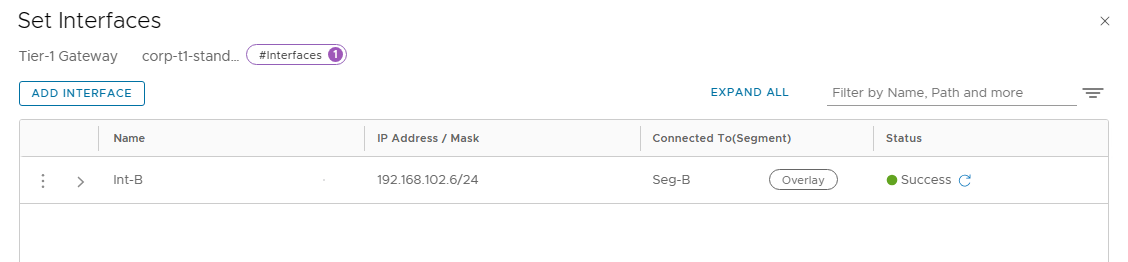 Set Interfaces
Tier-1 Gateway corp-t1-stand... #Interfaces 1
ADD INTERFACE EXPAND ALL Filter by Name, Path and more
Name IP Address / Mask Connected To(Segment) Status
Int-B 192.168.102.6/24 Seg-B Overlay Success